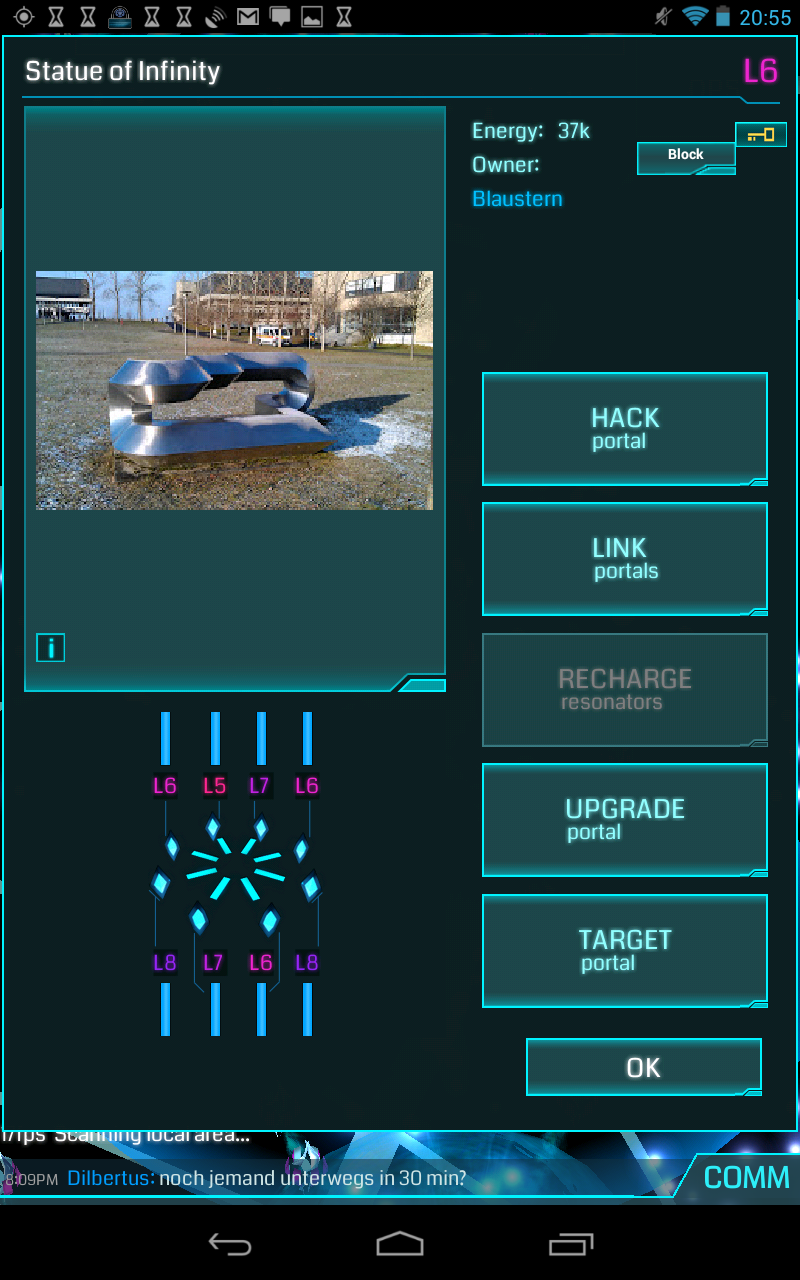 20:55
Statue of Infinity
L6
Energy: 37k
Block
Owner:
Blaustern
HACK
portal
LINK
portals
RECHARGE
resonators
UPGRADE
portal
TARGET
portal
i
L6 L5 L7 L6
L8 L7 L6 L8
OK
Scanning local area...
8:09PM Dilbertus: noch jemand unterwegs in 30 min?
COMM